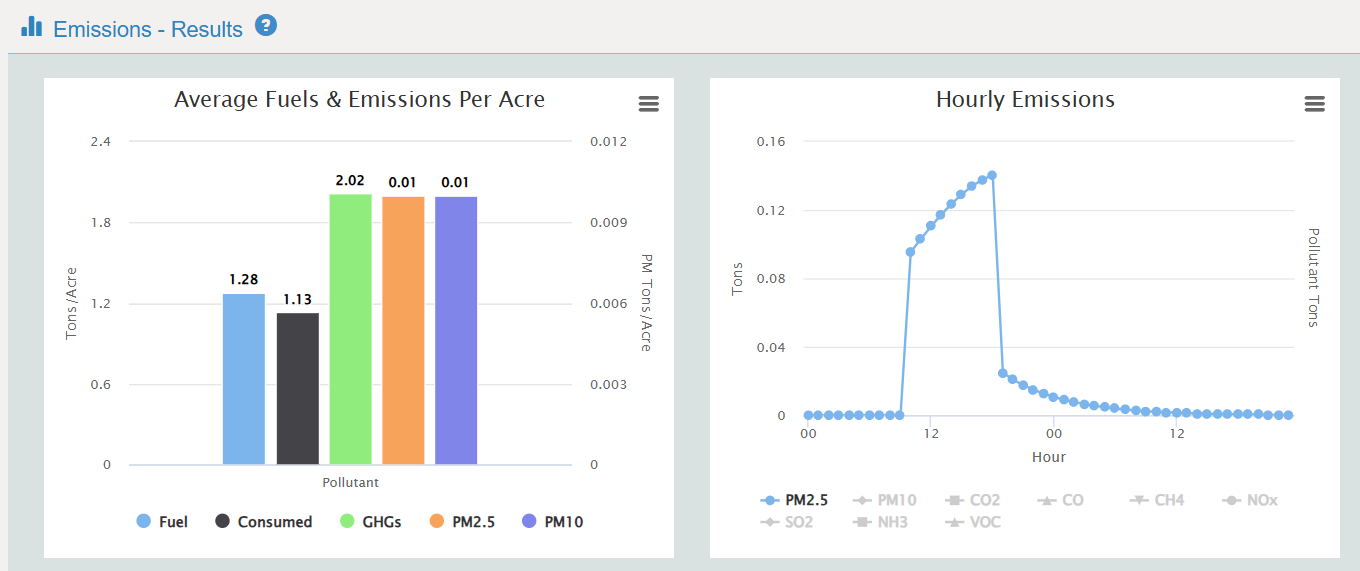 Emissions - Results ?
Average Fuels & Emissions Per Acre
2.4
1.8
1.2
0.6
0
Tons/Acre
2.02
0.01
0.01
1.28
1.13
0.012
0.009
0.006
0.003
0
PM Tons/Acre
Pollutant
Fuel Consumed GHGs PM2.5 PM10
Hourly Emissions
0.16
0.12
0.08
0.04
0
Tons
Pollutant Tons
00 12 00 12
Hour
PM2.5 PM10 CO2 CO CH4 NOx
SO2 NH3 VOC